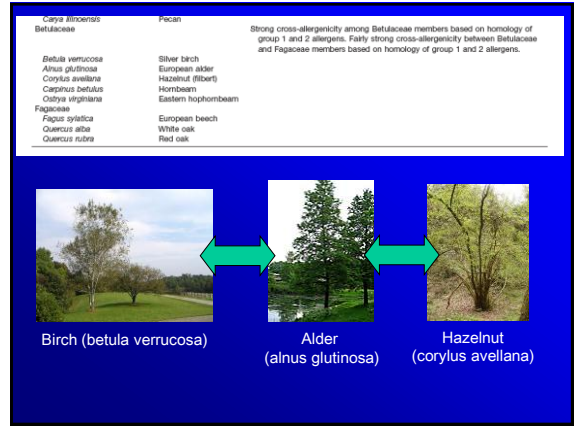 Carya illinoensis Pecan
Betulaceae Strong cross-allergenicity among Betulaceae members based on homology of
group 1 and 2 allergens. Fairly strong cross-allergenicity between Betulaceae
and Fagaceae members based on homology of group 1 and 2 allergens.
Betula verrucosa Silver birch
Alnus glutinosa European alder
Corylus avellana Hazelnut (filbert)
Carpinus betulus Hornbeam
Ostrya virginiana Eastern hophornbeam
Fagaceae
Fagus sylatica European beech
Quercus alba White oak
Quercus rubra Red oak
Birch (betula verrucosa)
Alder
(alnus glutinosa)
Hazelnut
(corylus avellana)